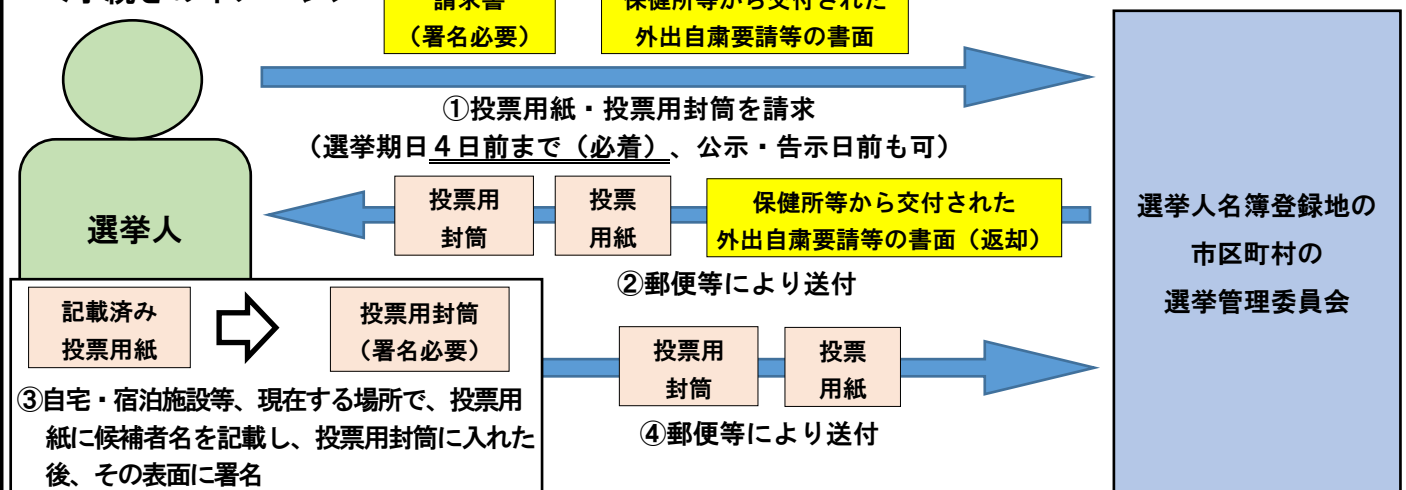 請求書
（署名必要）
保健所等から交付された
外出自粛要請等の書面
①投票用紙・投票用封筒を請求
（選挙期日４日前まで（必着）、公示・告示日前も可）
選挙人
投票用
封筒
投票
用紙
保健所等から交付された
外出自粛要請等の書面（返却）
②郵便等により送付
選挙人名簿登録地の
市区町村の
選挙管理委員会
記載済み
投票用紙
投票用封筒
（署名必要）
③自宅・宿泊施設等、現在する場所で、投票用
紙に候補者名を記載し、投票用封筒に入れた
後、その表面に署名
投票用
封筒
投票
用紙
④郵便等により送付